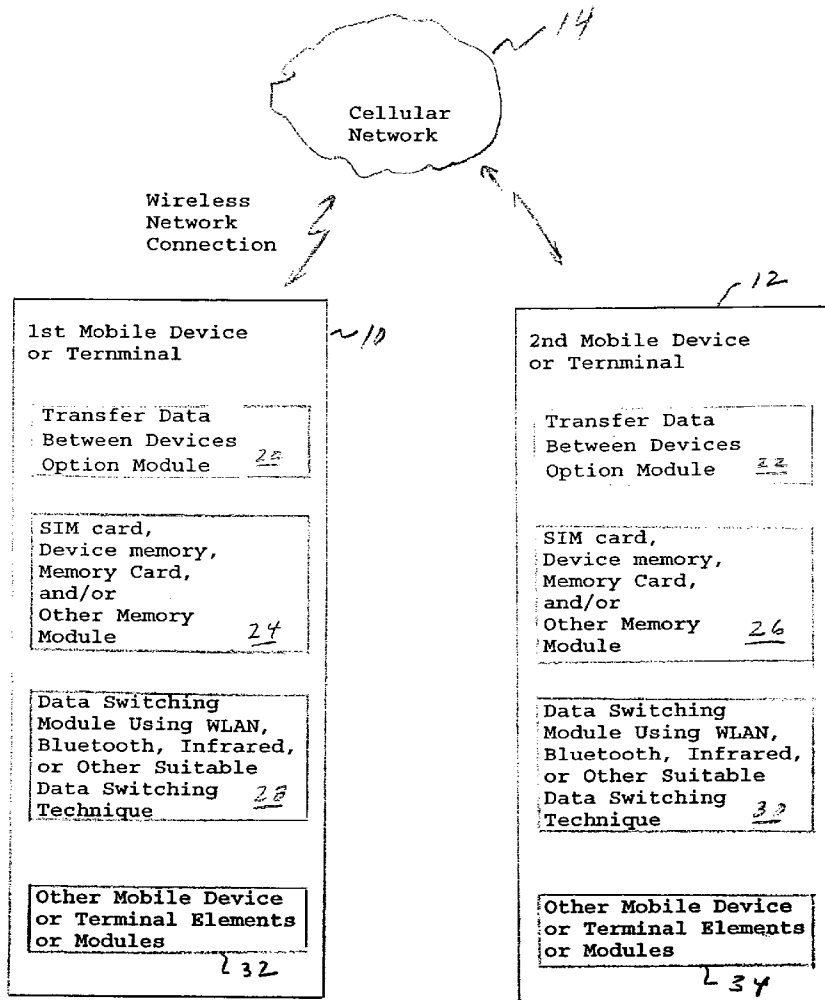 14
Cellular
Network
Wireless
Network
Connection
10
1st Mobile Device
or Ternminal
Transfer Data
Between Devices
Option Module 20
SIM card,
Device memory,
Memory Card,
and/or
Other Memory
Module 24
Data Switching
Module Using WLAN,
Bluetooth, Infrared,
or Other Suitable
Data Switching
Technique 28
Other Mobile Device
or Terminal Elements
or Modules
32
12
2nd Mobile Device
or Ternminal
Transfer Data
Between Devices
Option Module 22
SIM card,
Device memory,
Memory Card,
and/or
Other Memory
Module 26
Data Switching
Module Using WLAN,
Bluetooth, Infrared,
or Other Suitable
Data Switching
Technique 30
Other Mobile Device
or Terminal Elements
or Modules
34